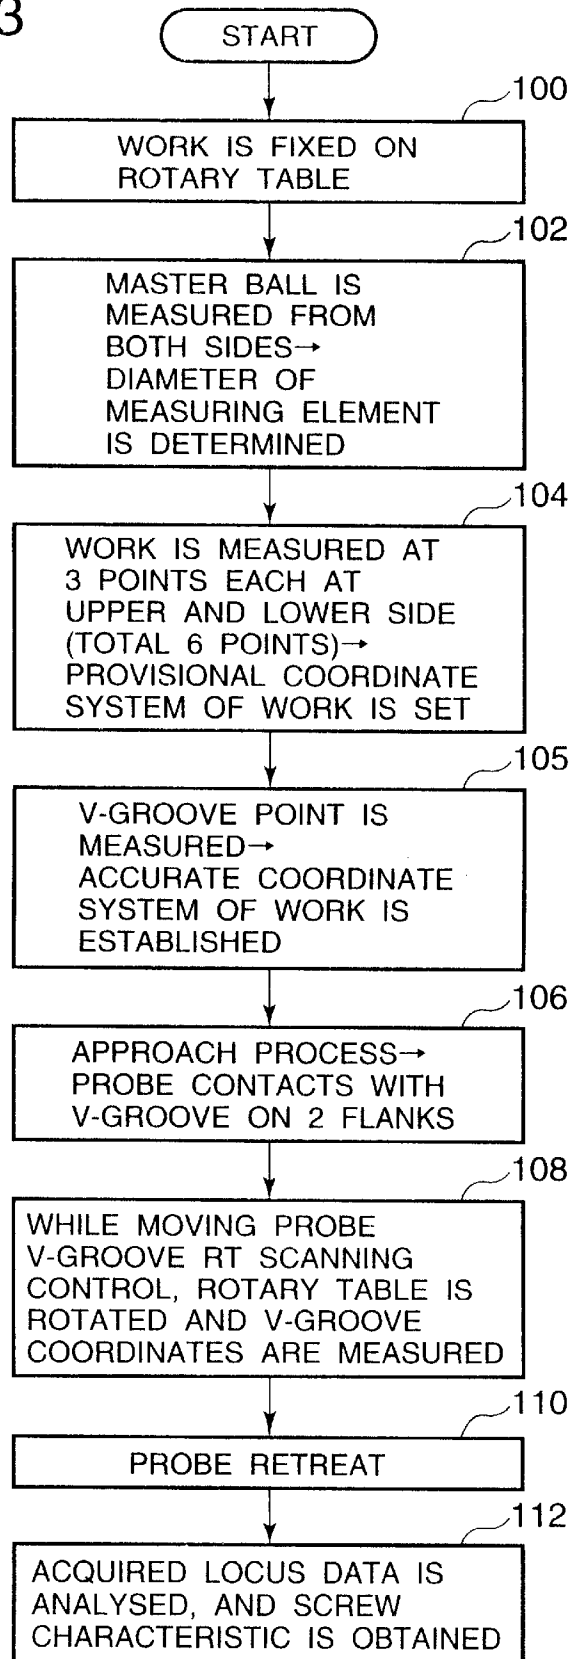 3
START
100
WORK IS FIXED ON
ROTARY TABLE
102
MASTER BALL IS
MEASURED FROM
BOTH SIDES→
DIAMETER OF
MEASURING ELEMENT
IS DETERMINED
104
WORK IS MEASURED AT
3 POINTS EACH AT
UPPER AND LOWER SIDE
(TOTAL 6 POINTS)→
PROVISIONAL COORDINATE
SYSTEM OF WORK IS SET
105
V-GROOVE POINT IS
MEASURED→
ACCURATE COORDINATE
SYSTEM OF WORK IS
ESTABLISHED
106
APPROACH PROCESS→
PROBE CONTACTS WITH
V-GROOVE ON 2 FLANKS
108
WHILE MOVING PROBE
V-GROOVE RT SCANNING
CONTROL, ROTARY TABLE IS
ROTATED AND V-GROOVE
COORDINATES ARE MEASURED
110
PROBE RETREAT
112
ACQUIRED LOCUS DATA IS
ANALYSED, AND SCREW
CHARACTERISTIC IS OBTAINED